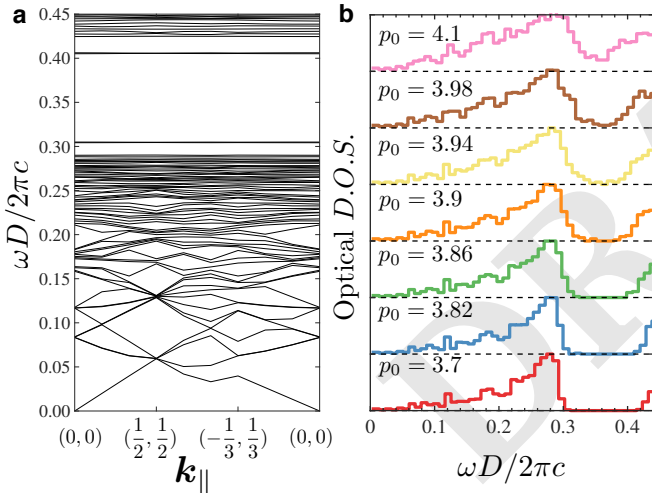 a
b
0.45
0.40
0.35
0.30
0.25
0.20
0.15
0.10
0.05
0.00
ωD/2πc
(0,0)
(1/2,1/2)
(−1/3,1/3)
(0,0)
k∥
Optical D.O.S.
p₀ = 4.1
p₀ = 3.98
p₀ = 3.94
p₀ = 3.9
p₀ = 3.86
p₀ = 3.82
p₀ = 3.7
0
0.1
0.2
0.3
0.4
ωD/2πc